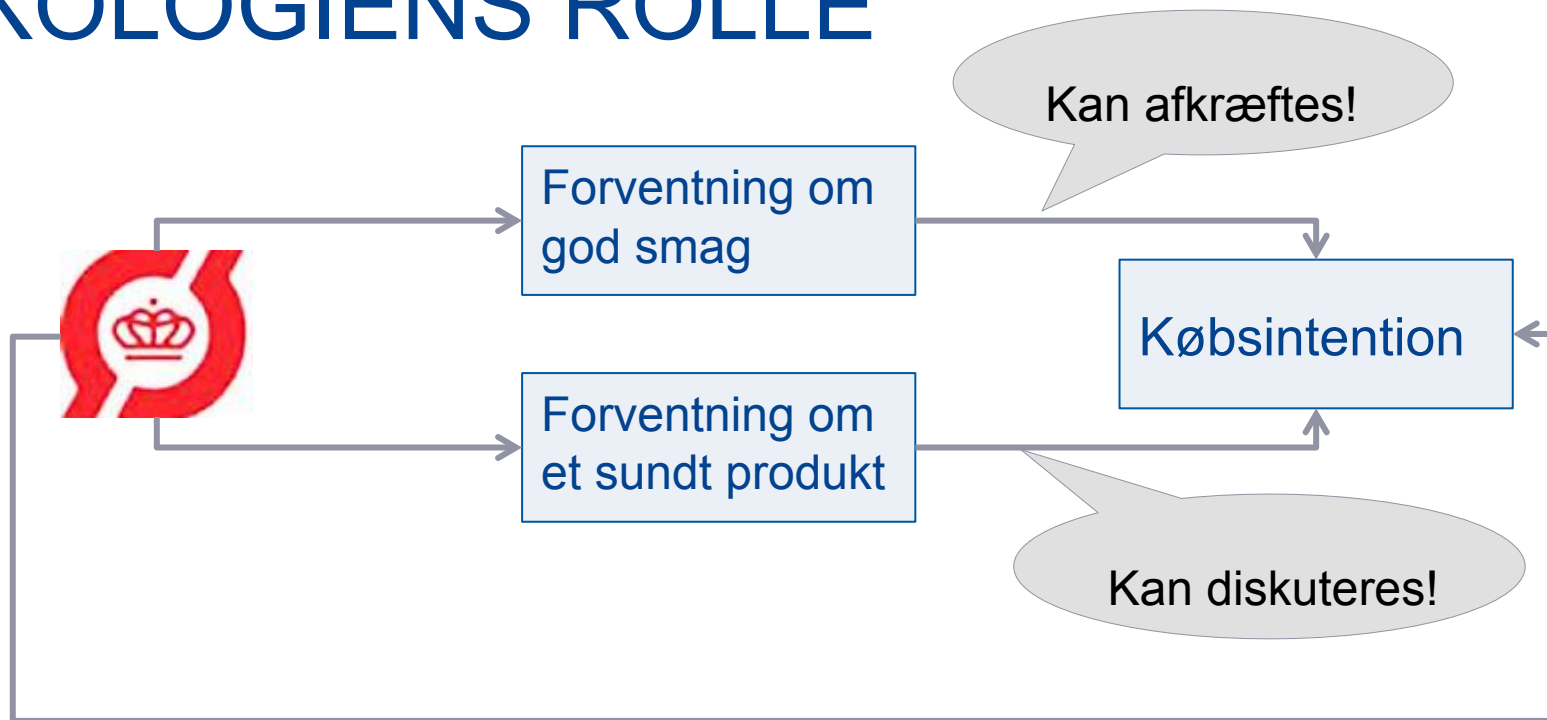 KOLOGIENS ROLLE
Kan afkræftes!
Forventning om
god smag
Købsintention
Forventning om
et sundt produkt
Kan diskuteres!